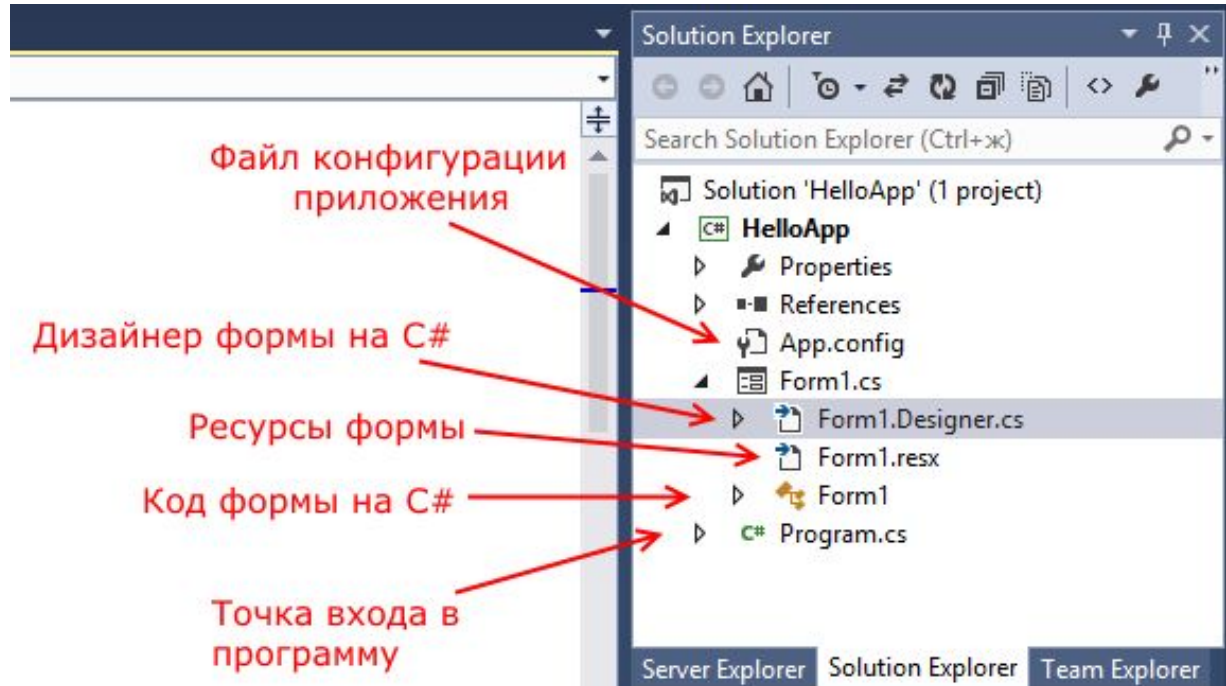 Solution Explorer
Search Solution Explorer (Ctrl+ж)
Файл конфигурации
приложения
Solution 'HelloApp' (1 project)
C# HelloApp
Properties
References
Дизайнер формы на C#
App.config
Form1.cs
Form1.Designer.cs
Ресурсы формы
Form1.resx
Код формы на C#
Form1
C# Program.cs
Точка входа в
программу
Server Explorer Solution Explorer Team Explorer